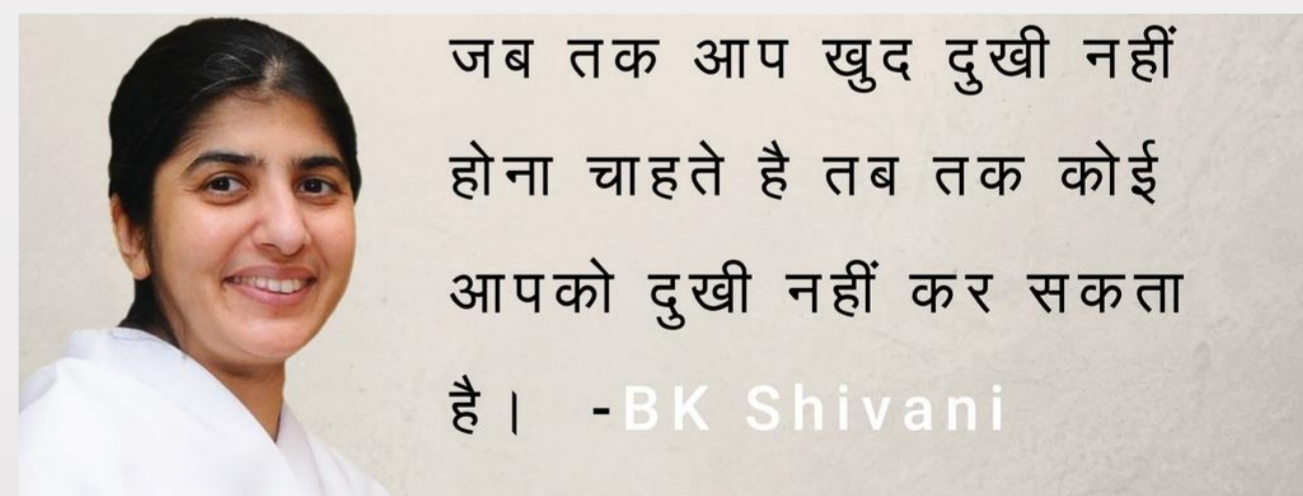 जब तक आप खुद दुखी नहीं
होना चाहते है तब तक कोई
आपको दुखी नहीं कर सकता
है। -BK Shivani